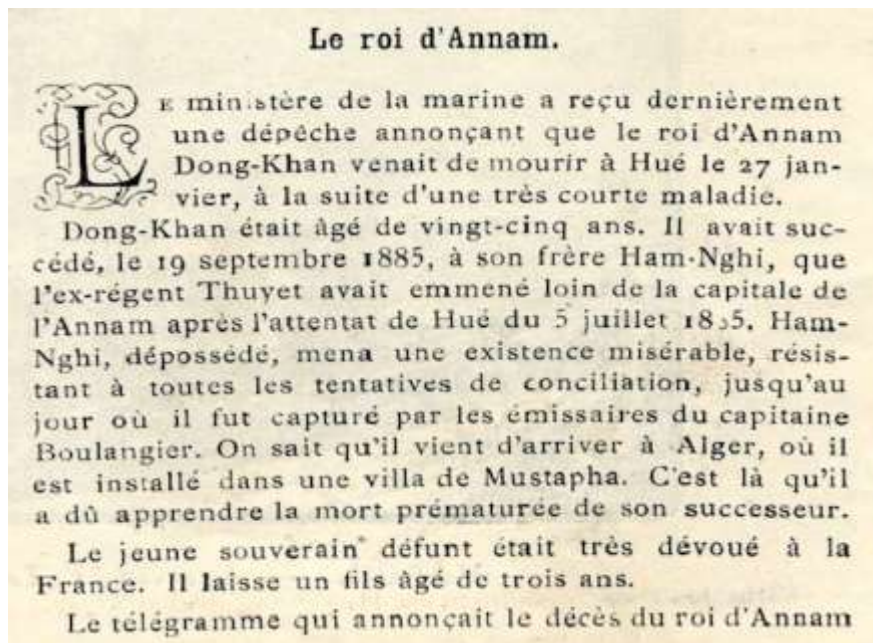 Le roi d'Annam.
LE ministère de la marine a reçu dernièrement
une dépêche annonçant que le roi d'Annam
Dong-Khan venait de mourir à Hué le 27 jan-
vier, à la suite d'une très courte maladie.
Dong-Khan était âgé de vingt-cinq ans. Il avait suc-
cédé, le 19 septembre 1885, à son frère Ham-Nghi, que
l'ex-régent Thuyet avait emmené loin de la capitale de
l'Annam après l'attentat de Hué du 5 juillet 1885. Ham-
Nghi, dépossédé, mena une existence misérable, résis-
tant à toutes les tentatives de conciliation, jusqu'au
jour où il fut capturé par les émissaires du capitaine
Boulangier. On sait qu'il vient d'arriver à Alger, où il
est installé dans une villa de Mustapha. C'est là qu'il
a dû apprendre la mort prématurée de son successeur.
Le jeune souverain défunt était très dévoué à la
France. Il laisse un fils âgé de trois ans.
Le télégramme qui annonçait le décès du roi d'Annam